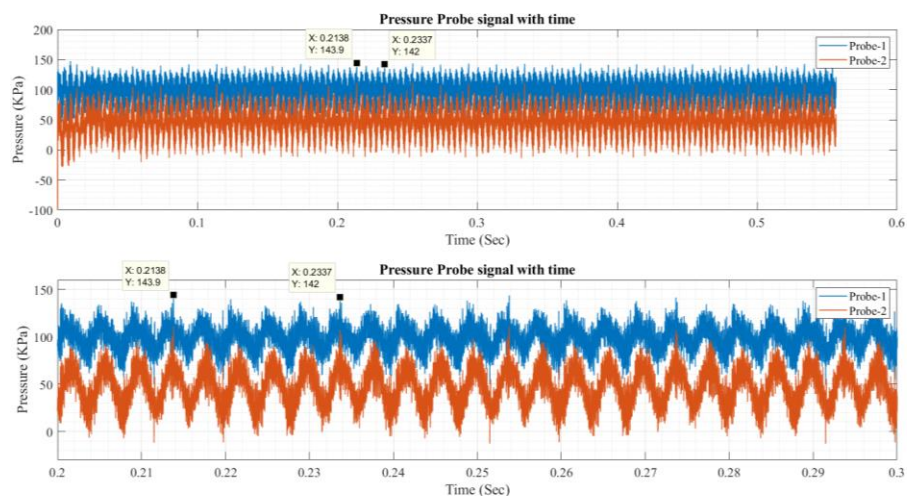 Pressure Probe signal with time
Pressure (KPa)
200
150
100
50
0
-50
-100
X: 0.2138
Y: 143.9
X: 0.2337
Y: 142
Probe-1
Probe-2
0
0.1
0.2
0.3
0.4
0.5
0.6
Time (Sec)
Pressure Probe signal with time
Pressure (KPa)
150
100
50
0
X: 0.2138
Y: 143.9
X: 0.2337
Y: 142
Probe-1
Probe-2
0.2
0.21
0.22
0.23
0.24
0.25
0.26
0.27
0.28
0.29
0.3
Time (Sec)